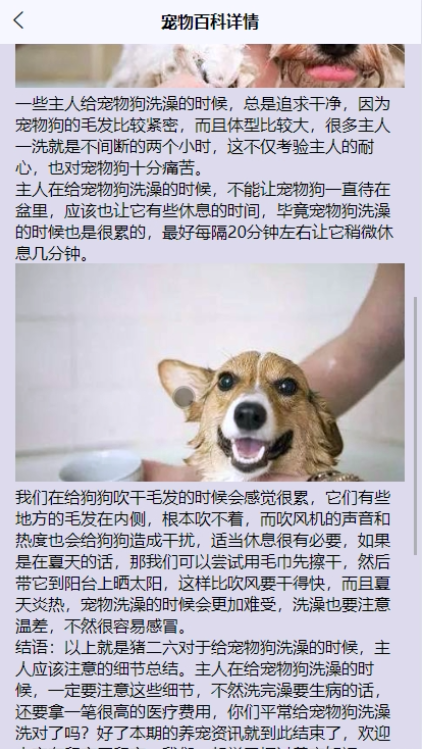 宠物百科详情
一些主人给宠物狗洗澡的时候，总是追求干净，因为
宠物狗的毛发比较紧密，而且体型比较大，很多主人
一洗就是不间断的两个小时，这不仅考验主人的耐
心，也对宠物狗十分痛苦。
主人在给宠物狗洗澡的时候，不能让宠物狗一直待在
盆里，应该也让它有些休息的时间，毕竟宠物狗洗澡
的时候也是很累的，最好每隔20分钟左右让它稍微休
息几分钟。
我们在给狗狗吹干毛发的时候会感觉很累，它们有些
地方的毛发在内侧，根本吹不着，而吹风机的声音和
热度也会给狗狗造成干扰，适当休息很有必要，如果
是在夏天的话，那我们可以尝试用毛巾先擦干，然后
带它到阳台上晒太阳，这样比吹风要干得快，而且夏
天炎热，宠物洗澡的时候会更加难受，洗澡也要注意
温差，不然很容易感冒。
结语：以上就是猪二六对于给宠物狗洗澡的时候，主
人应该注意的细节总结。主人在给宠物狗洗澡的时
候，一定要注意这些细节，不然洗完澡要生病的话，
还要拿一笔很高的医疗费用，你们平常给宠物狗洗澡
洗对了吗？好了本期的养宠资讯就到此结束了，欢迎